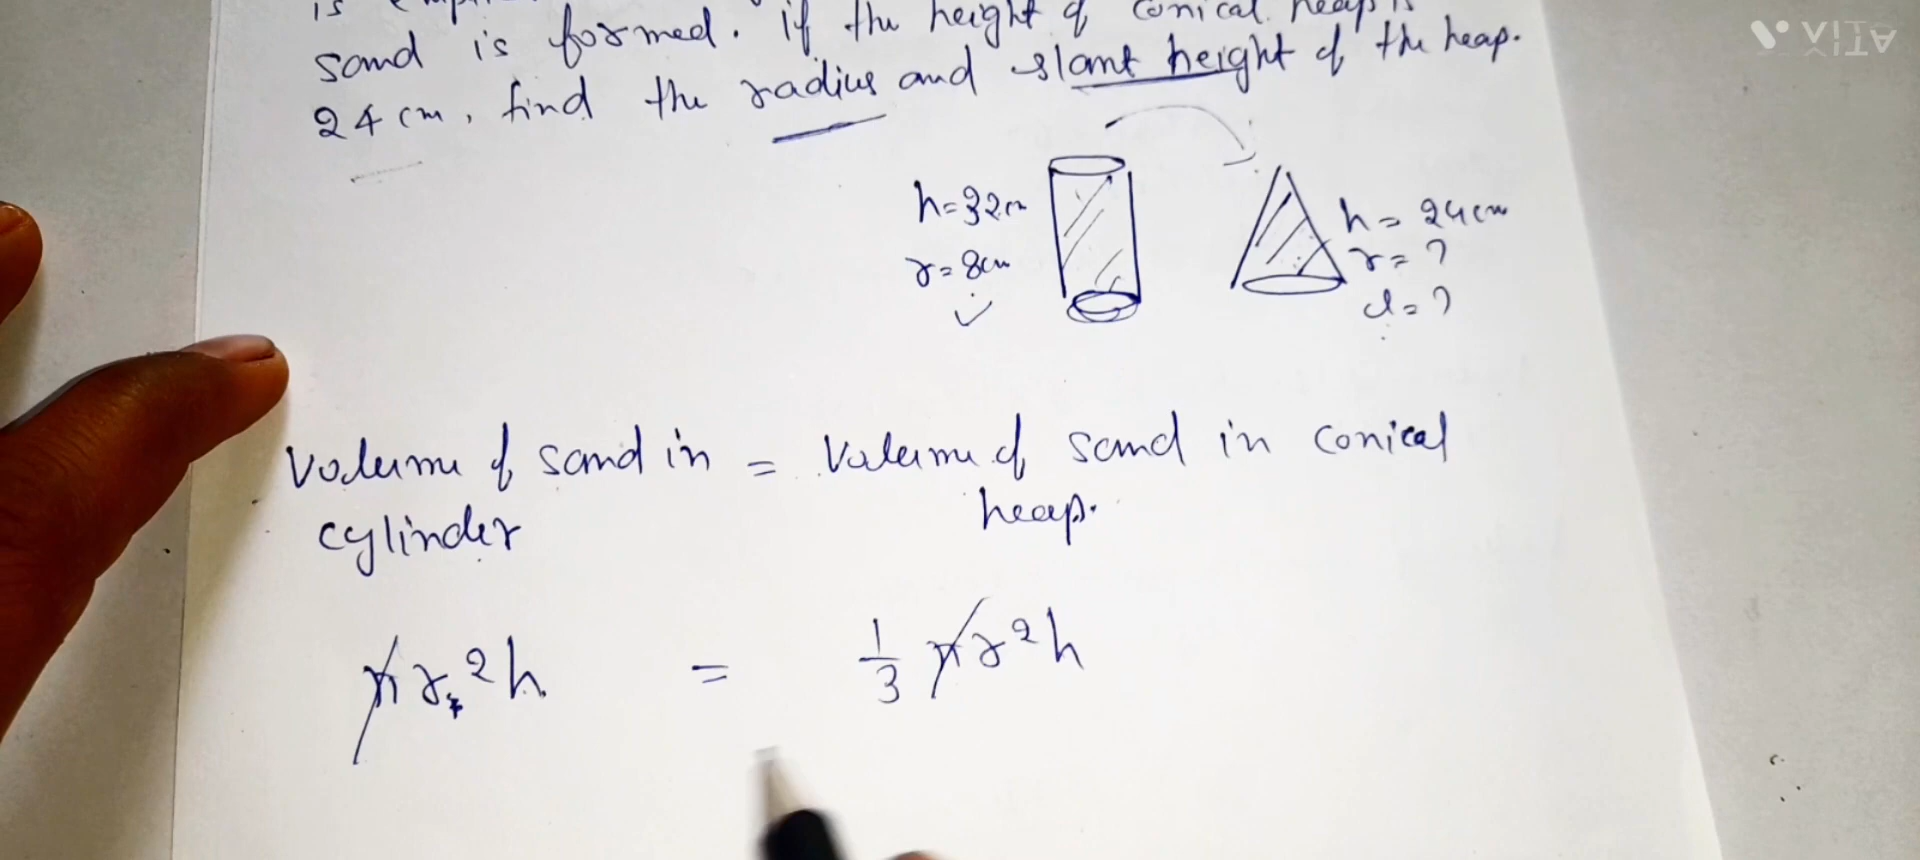 is
sand is formed. if the height of conical heap is
24 cm, find the radius and slant height of the heap.
h=32cm
r=8cm
h=24cm
r=?
l=?
Volume of sand in = Volume of sand in conical
cylinder heap.
πr²h = 1/3 πr²h
VITA